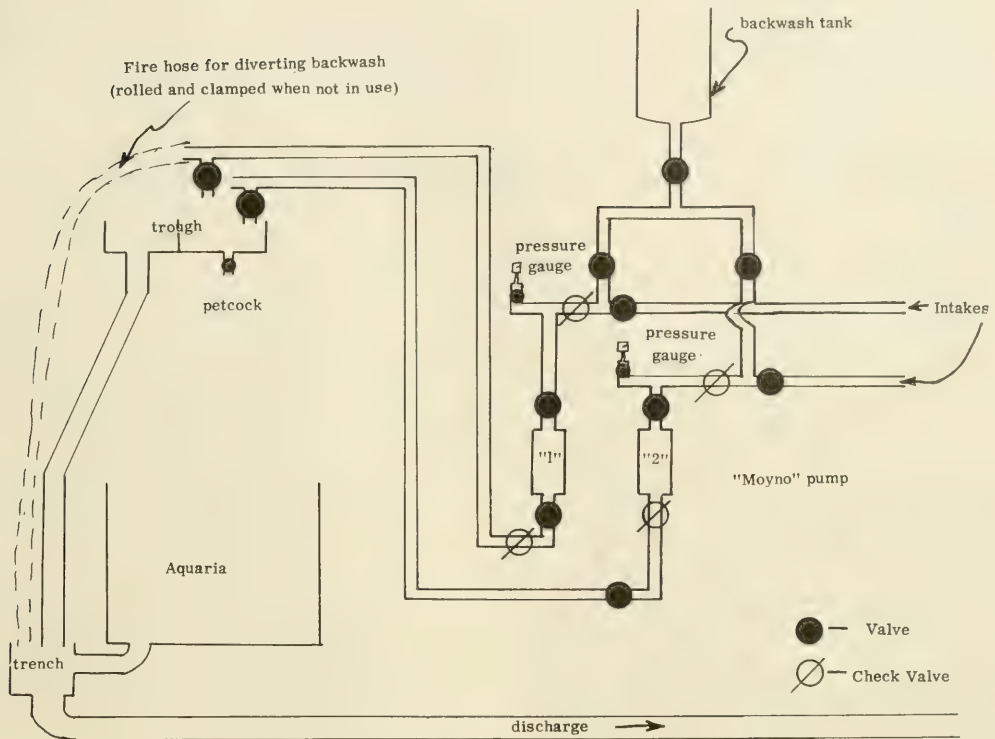 backwash tank
Fire hose for diverting backwash
(rolled and clamped when not in use)
trough
petcock
pressure
gauge
pressure
gauge
Intakes
"1"
"2"
"Moyno" pump
Aquaria
Valve
Check Valve
trench
discharge